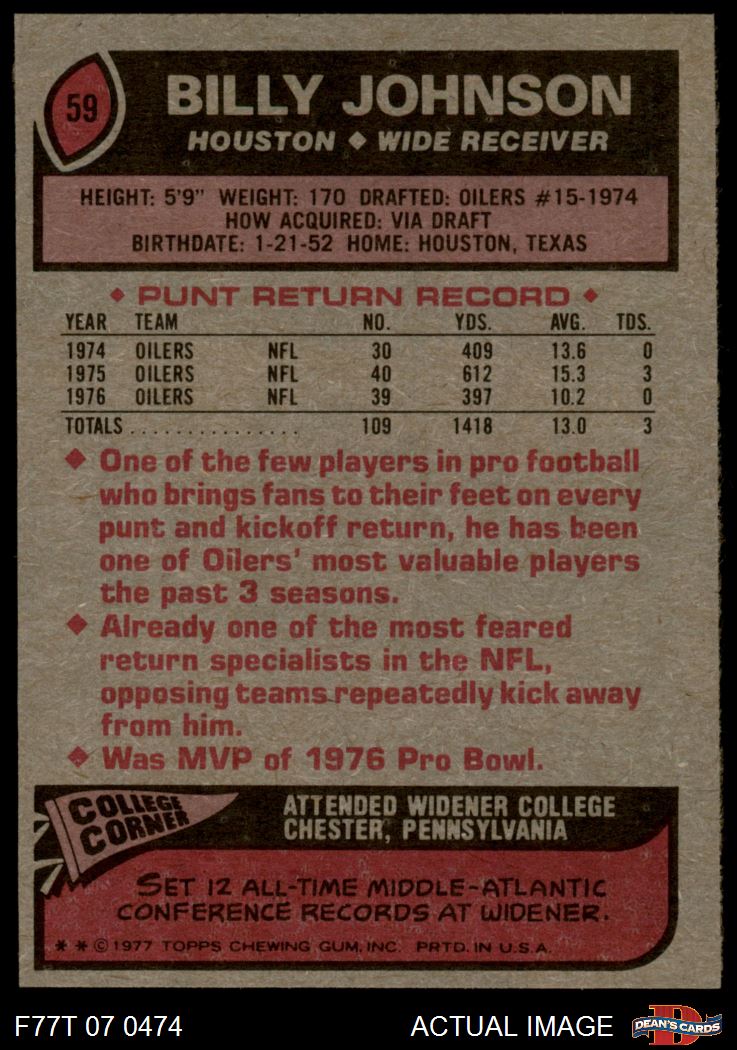 59
BILLY JOHNSON
HOUSTON ◆ WIDE RECEIVER
HEIGHT: 5'9" WEIGHT: 170 DRAFTED: OILERS #15-1974
HOW ACQUIRED: VIA DRAFT
BIRTHDATE: 1-21-52 HOME: HOUSTON, TEXAS
◆ PUNT RETURN RECORD ◆
YEAR TEAM NO. YDS. AVG. TDS.
1974 OILERS NFL 30 409 13.6 0
1975 OILERS NFL 40 612 15.3 3
1976 OILERS NFL 39 397 10.2 0
TOTALS................ 109 1418 13.0 3
◆ One of the few players in pro football
who brings fans to their feet on every
punt and kickoff return, he has been
one of Oilers' most valuable players
the past 3 seasons.
◆ Already one of the most feared
return specialists in the NFL,
opposing teams repeatedly kick away
from him.
◆ Was MVP of 1976 Pro Bowl.
COLLEGE
CORNER
ATTENDED WIDENER COLLEGE
CHESTER, PENNSYLVANIA
SET 12 ALL-TIME MIDDLE-ATLANTIC
CONFERENCE RECORDS AT WIDENER.
* * © 1977 TOPPS CHEWING GUM, INC. PRTD. IN U.S.A.
F77T 07 0474
ACTUAL IMAGE
D
DEAN'S CARDS